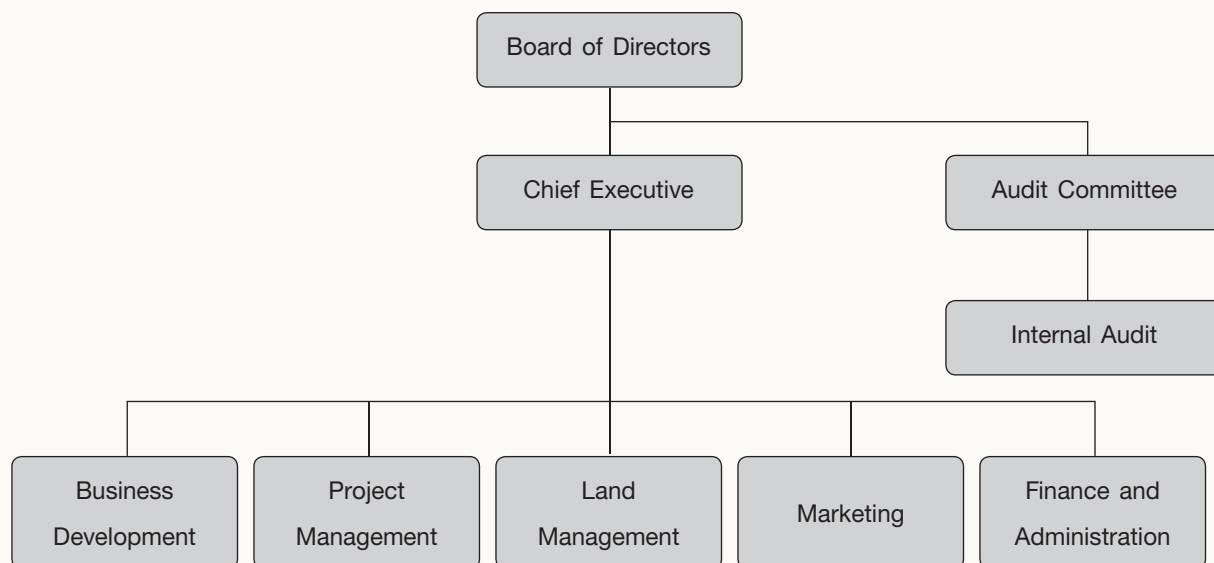 Board of Directors
Chief Executive
Audit Committee
Internal Audit
Business
Development
Project
Management
Land
Management
Marketing
Finance and
Administration